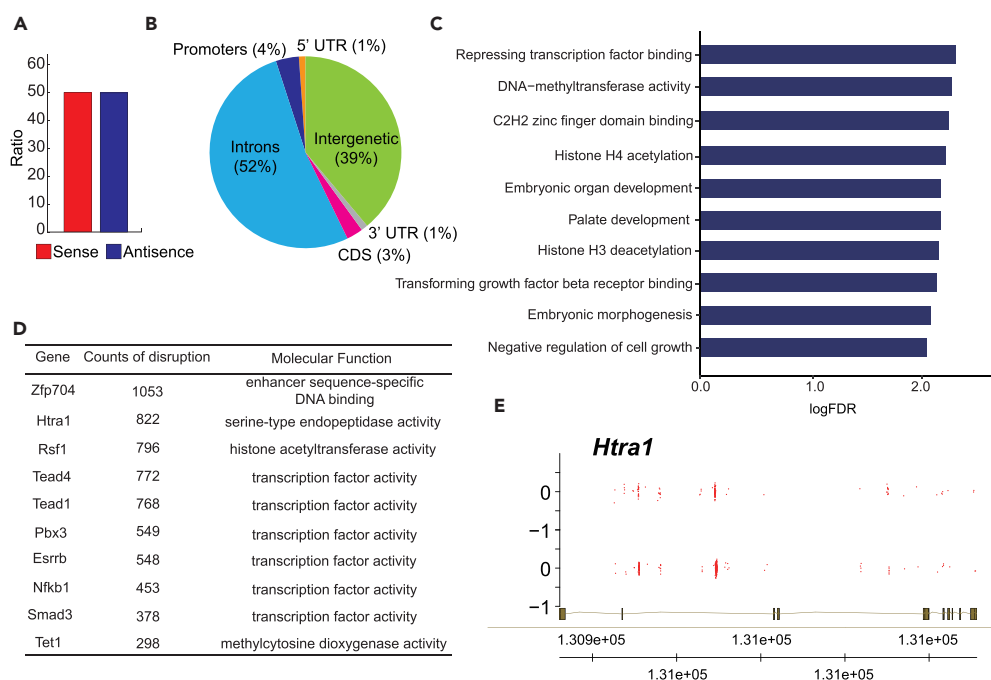 A
60
50
40
30
20
10
0
Ratio
Sense
Antisence
B
Promoters (4%)
5’ UTR (1%)
Introns
(52%)
Intergenetic
(39%)
3’ UTR (1%)
CDS (3%)
C
Repressing transcription factor binding
DNA−methyltransferase activity
C2H2 zinc finger domain binding
Histone H4 acetylation
Embryonic organ development
Palate development
Histone H3 deacetylation
Transforming growth factor beta receptor binding
Embryonic morphogenesis
Negative regulation of cell growth
0.0 1.0 2.0
logFDR
D
Gene Counts of disruption Molecular Function
Zfp704 1053 enhancer sequence-specific
DNA binding
Htra1 822 serine-type endopeptidase activity
Rsf1 796 histone acetyltransferase activity
Tead4 772 transcription factor activity
Tead1 768 transcription factor activity
Pbx3 549 transcription factor activity
Esrrb 548 transcription factor activity
Nfkb1 453 transcription factor activity
Smad3 378 transcription factor activity
Tet1 298 methylcytosine dioxygenase activity
E
Htra1
0
−1
0
−1
1.309e+05 1.31e+05 1.31e+05
1.31e+05 1.31e+05